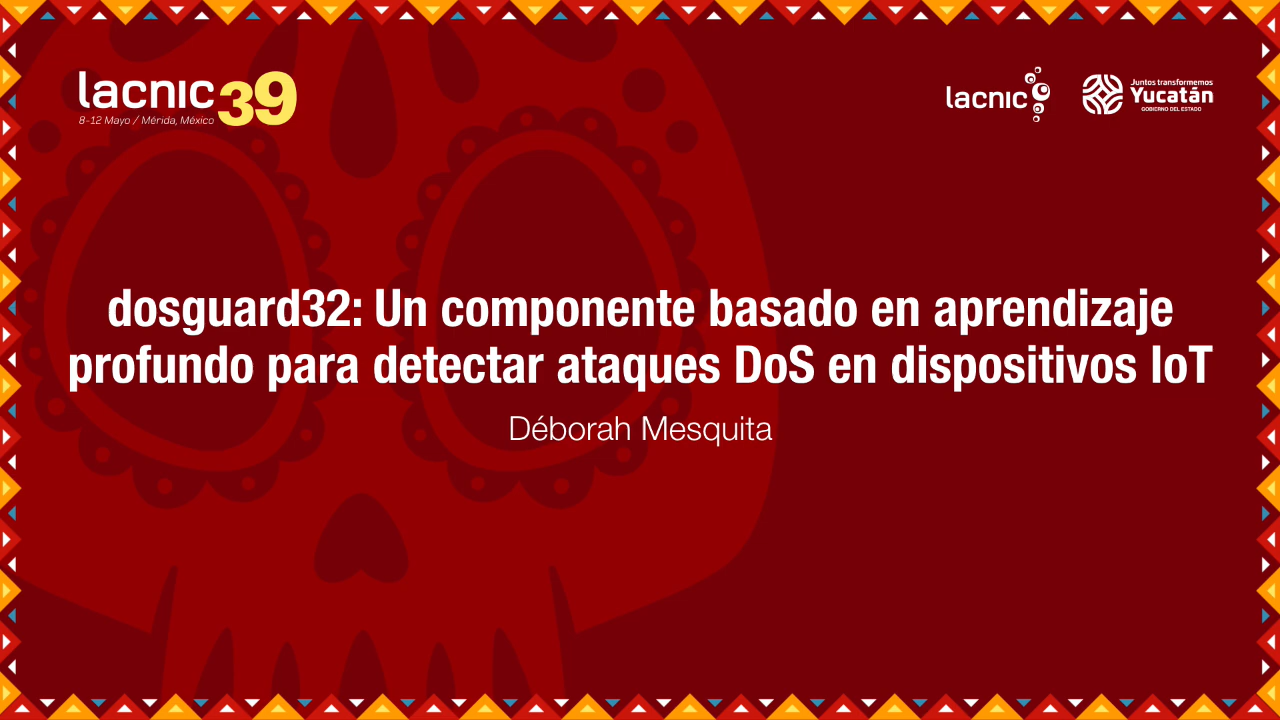 lacnic39
8-12 Mayo / Mérida, México
lacnic
Juntos transformemos
Yucatán
GOBIERNO DEL ESTADO
dosguard32: Un componente basado en aprendizaje
profundo para detectar ataques DoS en dispositivos IoT
Déborah Mesquita